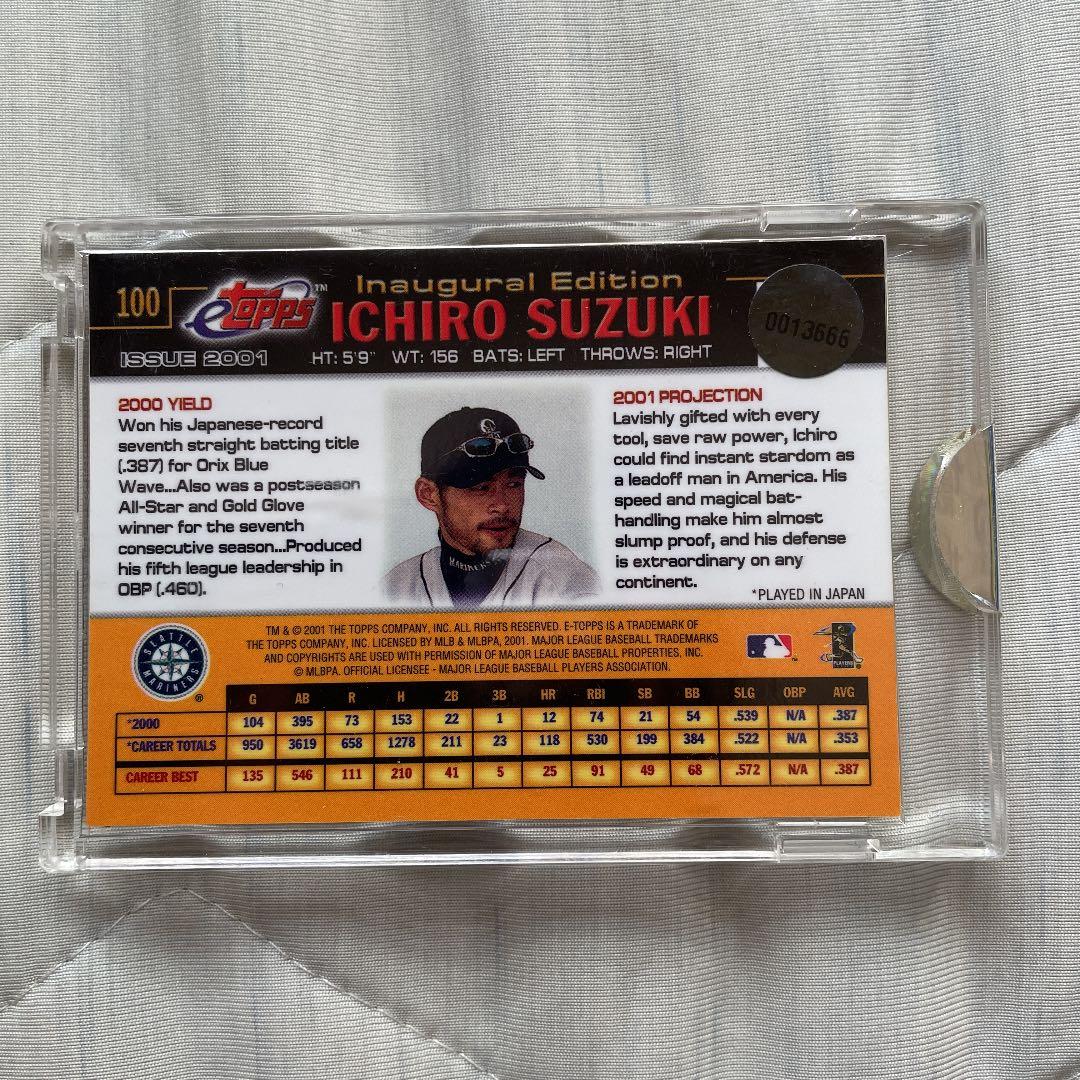 100
eTOPPS™
Inaugural Edition
ICHIRO SUZUKI
0013666
ISSUE 2001
HT: 5'9" WT: 156 BATS: LEFT THROWS: RIGHT
2000 YIELD
Won his Japanese-record
seventh straight batting title
(.387) for Orix Blue
Wave...Also was a postseason
All-Star and Gold Glove
winner for the seventh
consecutive season...Produced
his fifth league leadership in
OBP (.460).
MARINERS
2001 PROJECTION
Lavishly gifted with every
tool, save raw power, Ichiro
could find instant stardom as
a leadoff man in America. His
speed and magical bat-
handling make him almost
slump proof, and his defense
is extraordinary on any
continent.
*PLAYED IN JAPAN
SEATTLE MARINERS ®
TM & © 2001 THE TOPPS COMPANY, INC. ALL RIGHTS RESERVED. E-TOPPS IS A TRADEMARK OF
THE TOPPS COMPANY, INC. LICENSED BY MLB & MLBPA, 2001. MAJOR LEAGUE BASEBALL TRADEMARKS
AND COPYRIGHTS ARE USED WITH PERMISSION OF MAJOR LEAGUE BASEBALL PROPERTIES, INC.
© MLBPA. OFFICIAL LICENSEE - MAJOR LEAGUE BASEBALL PLAYERS ASSOCIATION.
PLAYERS
G AB R H 2B 3B HR RBI SB BB SLG OBP AVG
*2000 104 395 73 153 22 1 12 74 21 54 .539 N/A .387
*CAREER TOTALS 950 3619 658 1278 211 23 118 530 199 384 .522 N/A .353
CAREER BEST 135 546 111 210 41 5 25 91 49 68 .572 N/A .387